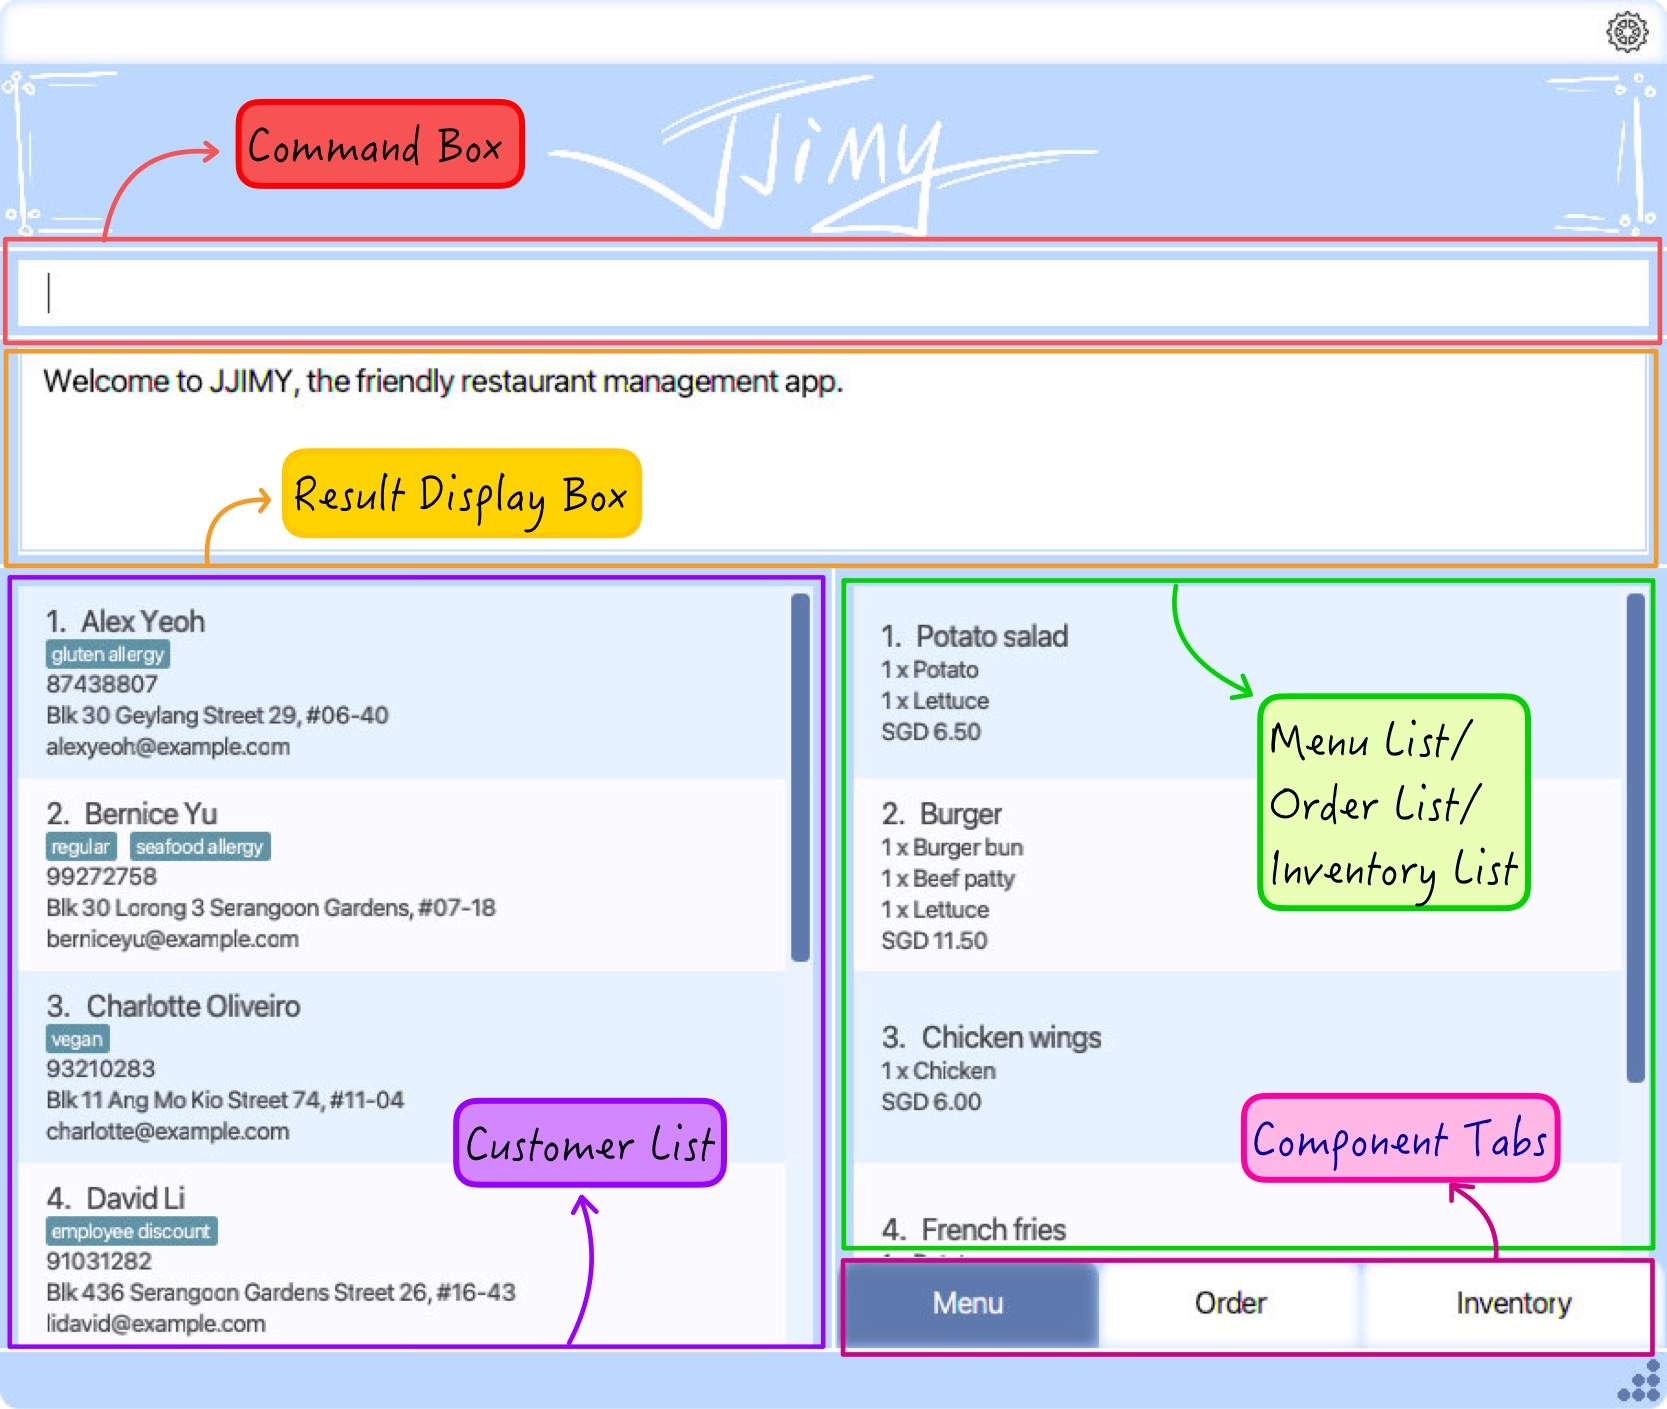 Command Box
JJiMy
Welcome to JJIMY, the friendly restaurant management app.
Result Display Box
1. Alex Yeoh
gluten allergy
87438807
Blk 30 Geylang Street 29, #06-40
alexyeoh@example.com
2. Bernice Yu
regular seafood allergy
99272758
Blk 30 Lorong 3 Serangoon Gardens, #07-18
berniceyu@example.com
3. Charlotte Oliveiro
vegan
93210283
Blk 11 Ang Mo Kio Street 74, #11-04
charlotte@example.com
Customer List
4. David Li
employee discount
91031282
Blk 436 Serangoon Gardens Street 26, #16-43
lidavid@example.com
1. Potato salad
1 x Potato
1 x Lettuce
SGD 6.50
Menu List/
Order List/
Inventory List
2. Burger
1 x Burger bun
1 x Beef patty
1 x Lettuce
SGD 11.50
3. Chicken wings
1 x Chicken
SGD 6.00
Component Tabs
4. French fries
Menu Order Inventory